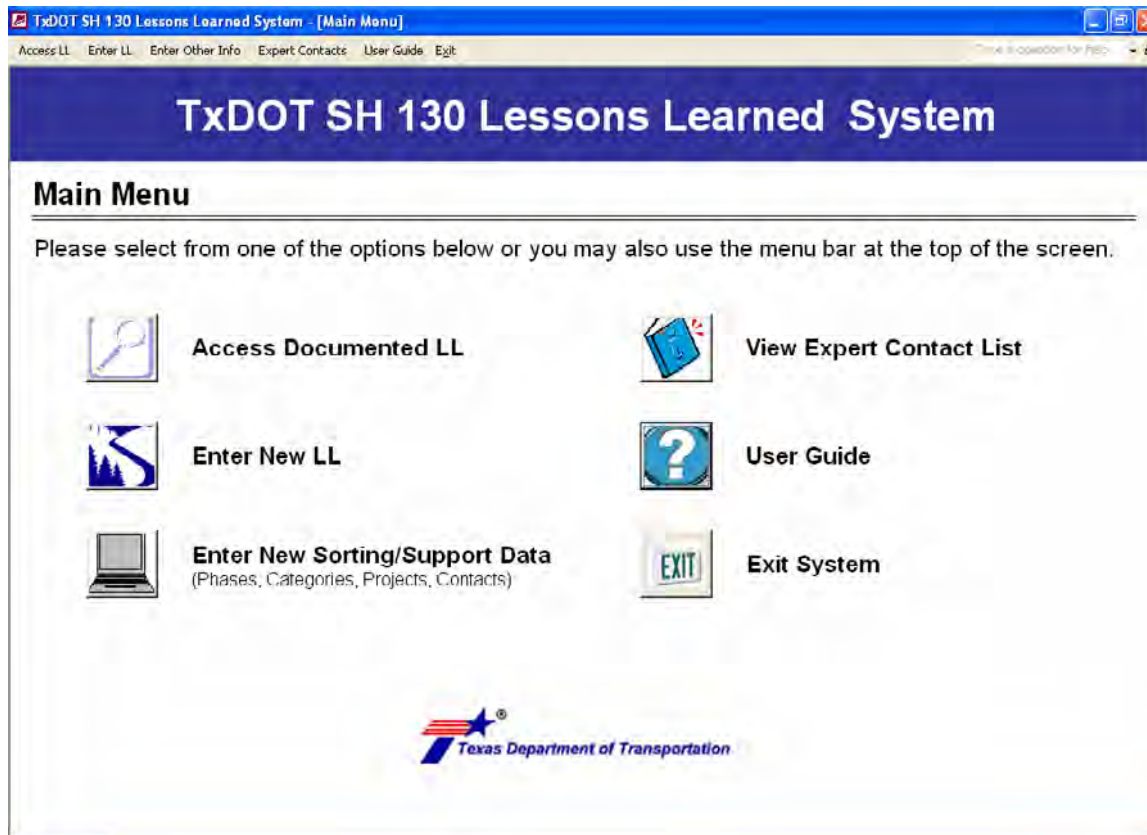 TxDOT SH 130 Lessons Learned System - [Main Menu]
Access LL Enter LL Enter Other Info Expert Contacts User Guide Exit
TxDOT SH 130 Lessons Learned System
Main Menu
Please select from one of the options below or you may also use the menu bar at the top of the screen.
Access Documented LL
View Expert Contact List
Enter New LL
? User Guide
Enter New Sorting/Support Data
(Phases, Categories, Projects, Contacts)
EXIT Exit System
®
Texas Department of Transportation